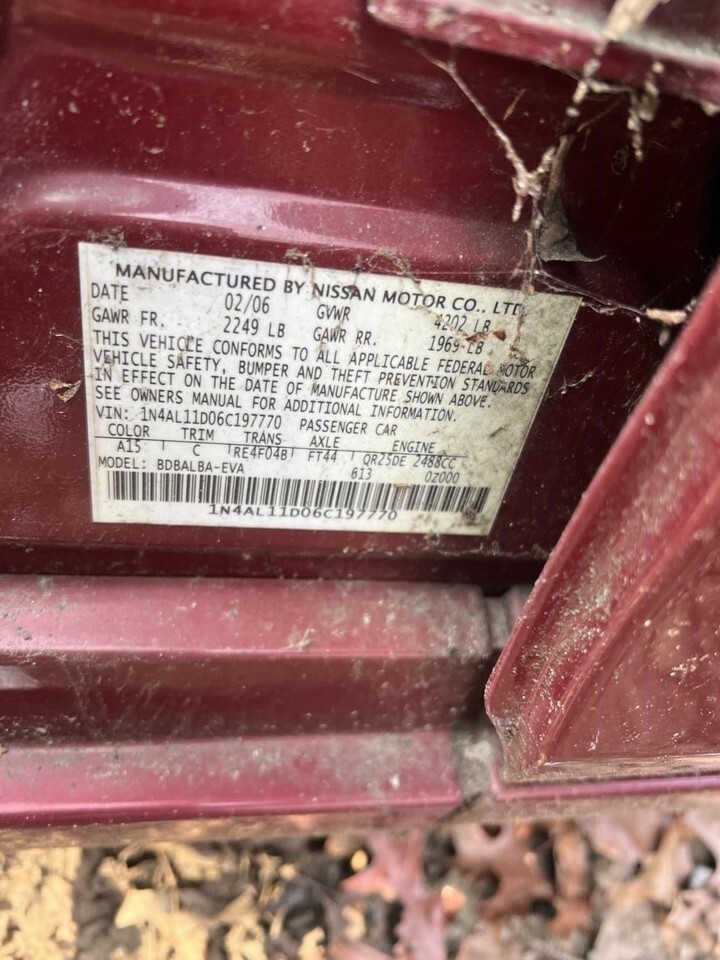 MANUFACTURED BY NISSAN MOTOR CO., LTD.
DATE 02/06 GVWR 4202 LB
GAWR FR. 2249 LB GAWR RR. 1969 LB
THIS VEHICLE CONFORMS TO ALL APPLICABLE FEDERAL MOTOR
VEHICLE SAFETY, BUMPER AND THEFT PREVENTION STANDARDS
IN EFFECT ON THE DATE OF MANUFACTURE SHOWN ABOVE.
SEE OWNERS MANUAL FOR ADDITIONAL INFORMATION.
VIN: 1N4AL11D06C197770 PASSENGER CAR
COLOR TRIM TRANS AXLE ENGINE
A15 C RE4F04B FT44 QR25DE 2488CC
MODEL: BDBALBA-EVA 613 0Z000
1N4AL11D06C197770